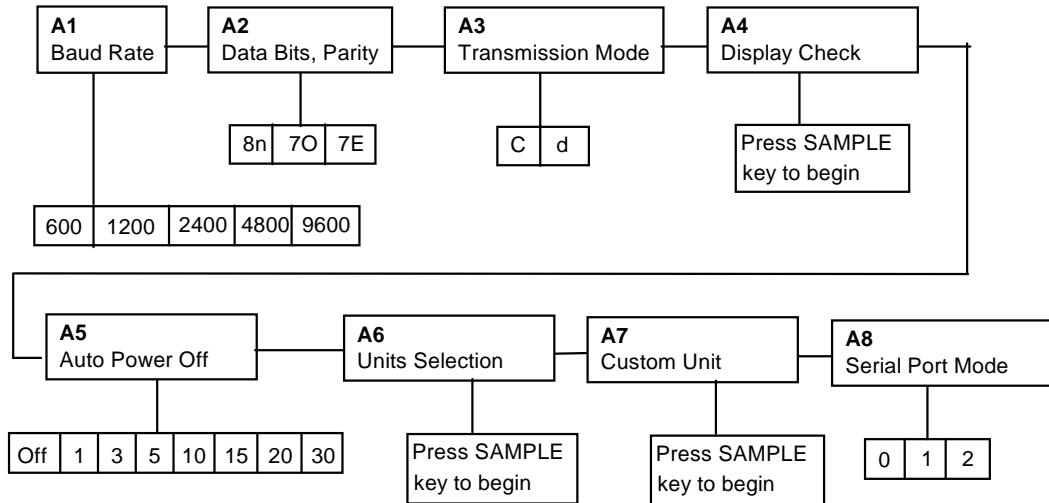 A1
Baud Rate
A2
Data Bits, Parity
A3
Transmission Mode
A4
Display Check
8n 7O 7E
C d
Press SAMPLE
key to begin
600 1200 2400 4800 9600
A5
Auto Power Off
A6
Units Selection
A7
Custom Unit
A8
Serial Port Mode
Off 1 3 5 10 15 20 30
Press SAMPLE
key to begin
Press SAMPLE
key to begin
0 1 2